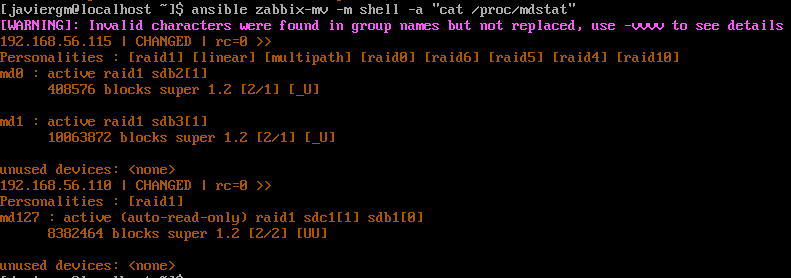 [javiergm@localhost ~]$ ansible zabbix-mv -m shell -a "cat /proc/mdstat"
[WARNING]: Invalid characters were found in group names but not replaced, use -vvvv to see details
192.168.56.115 | CHANGED | rc=0 >>
Personalities : [raid1] [linear] [multipath] [raid0] [raid6] [raid5] [raid4] [raid10]
md0 : active raid1 sdb2[1]
408576 blocks super 1.2 [2/1] [_U]
md1 : active raid1 sdb3[1]
10063872 blocks super 1.2 [2/1] [_U]
unused devices: <none>
192.168.56.110 | CHANGED | rc=0 >>
Personalities : [raid1]
md127 : active (auto-read-only) raid1 sdc1[1] sdb1[0]
8382464 blocks super 1.2 [2/2] [UU]
unused devices: <none>
[javiergm@localhost ~]$